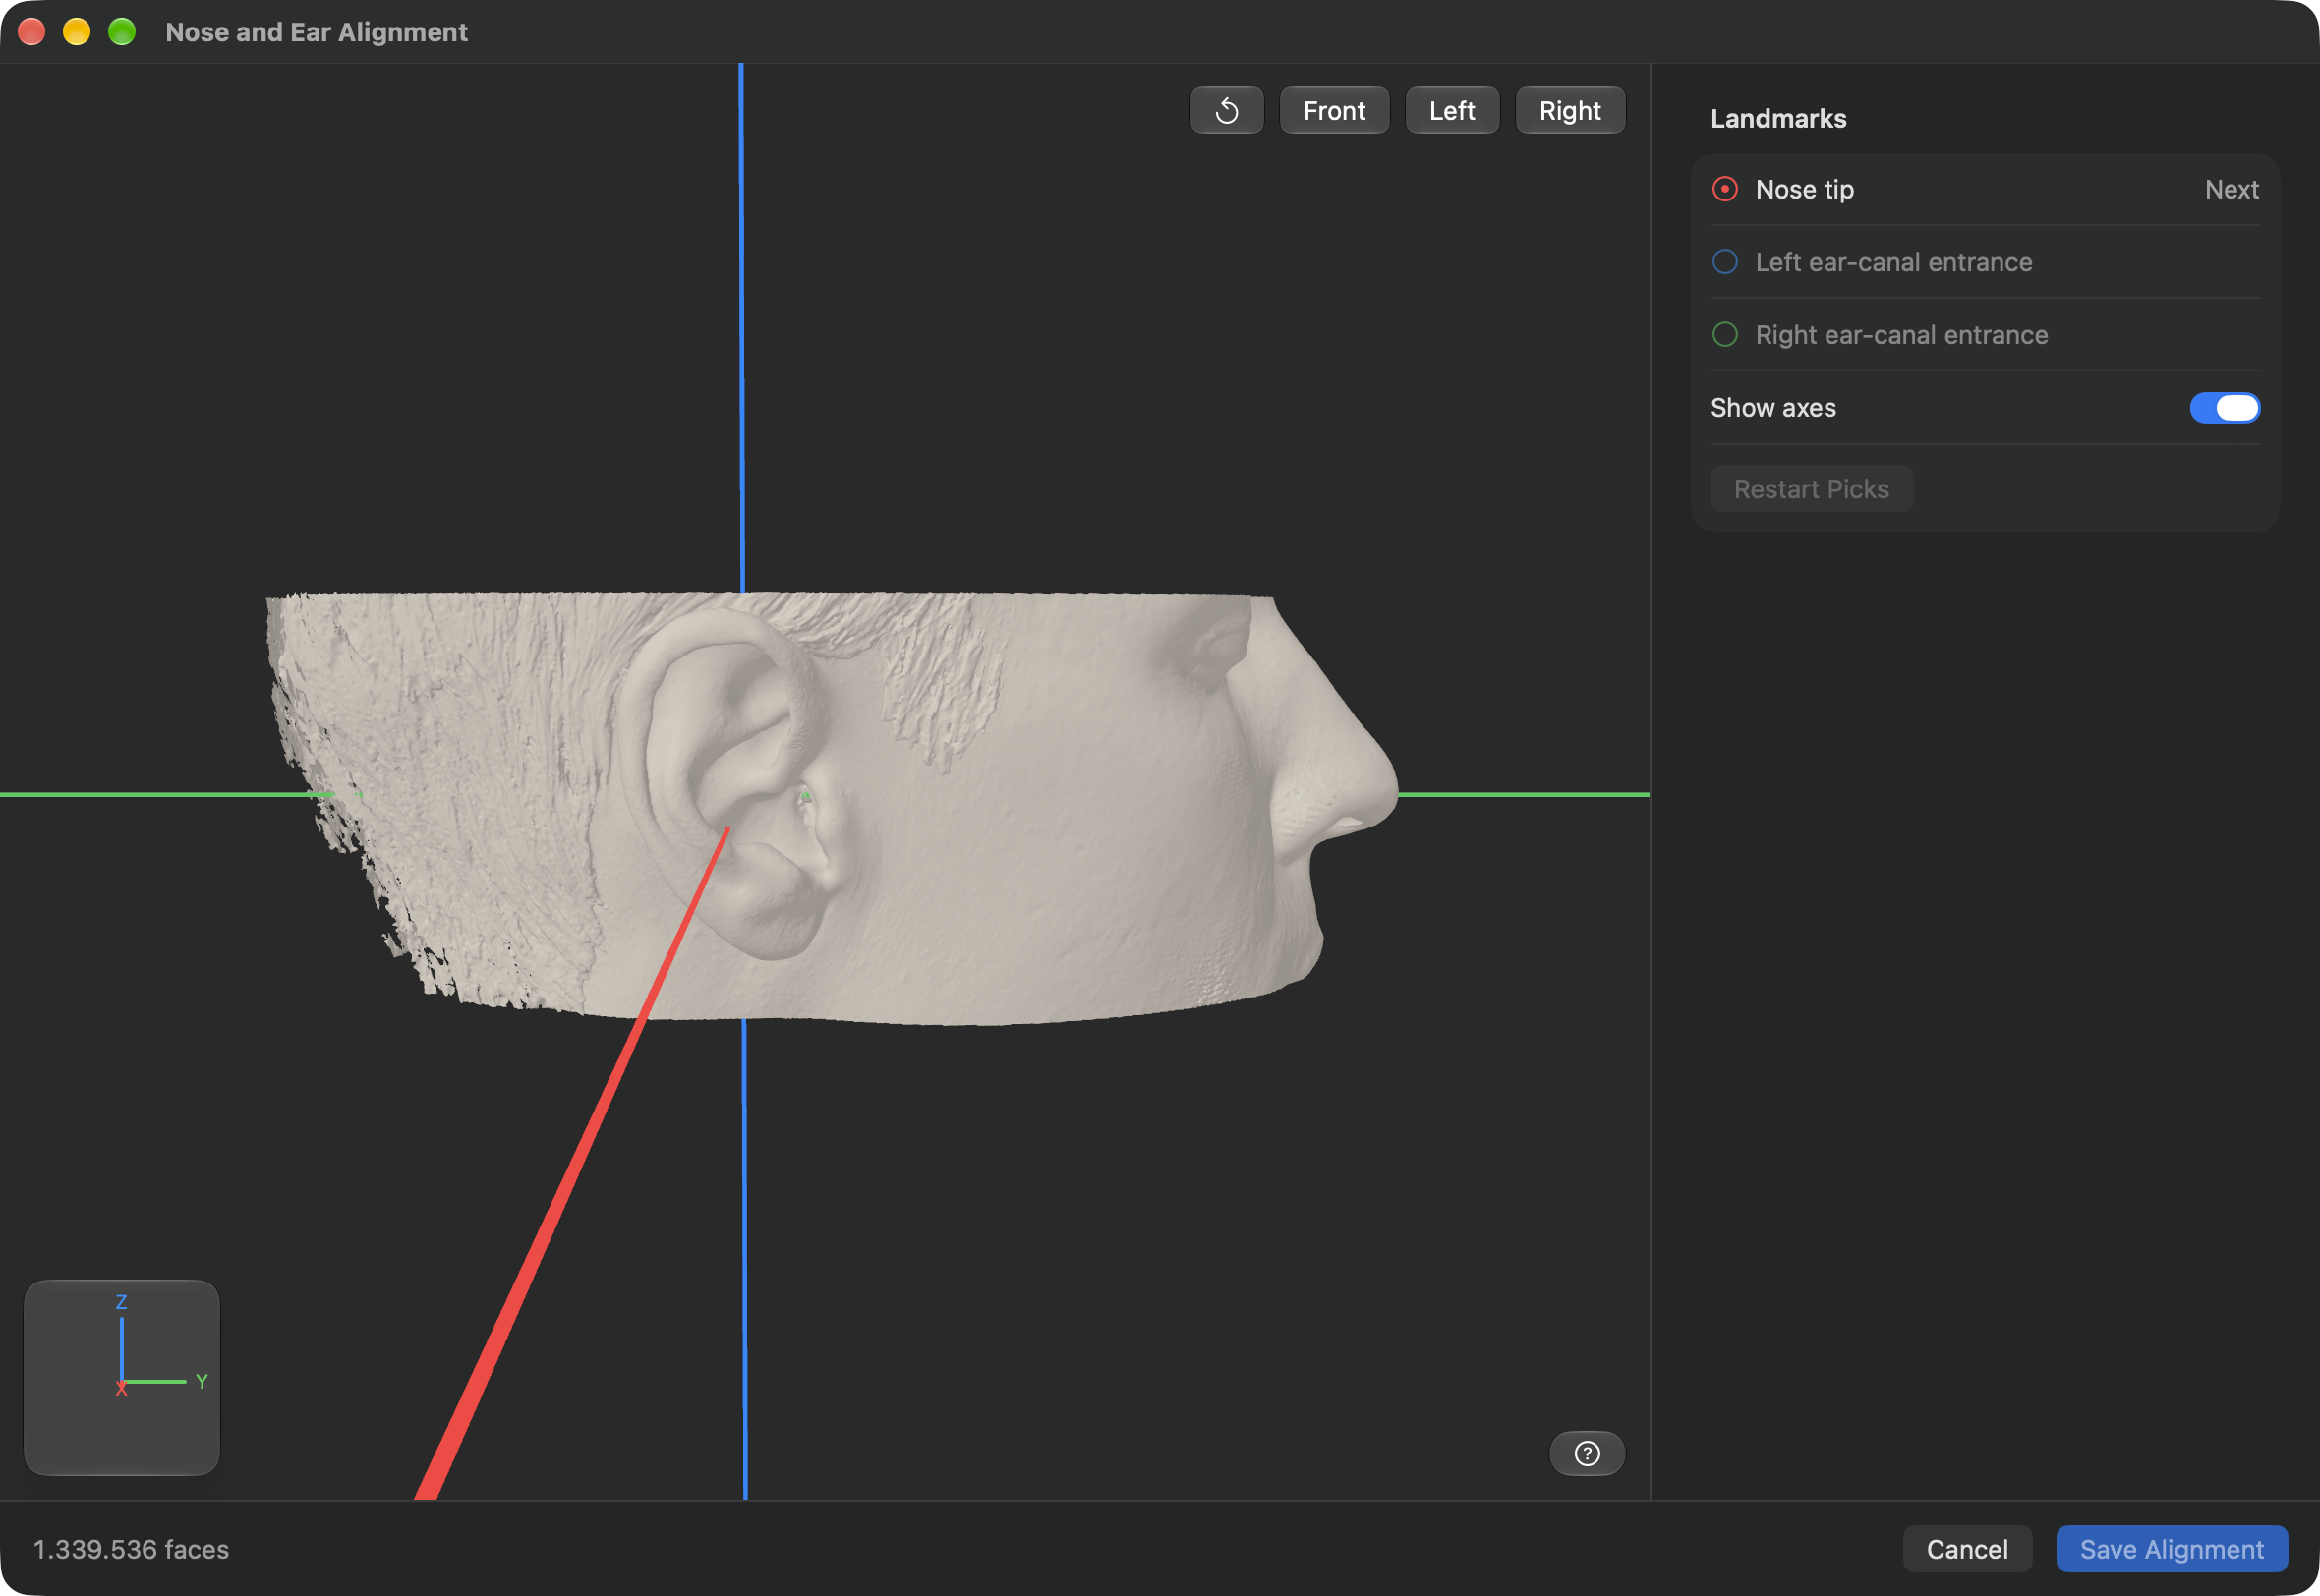 Nose and Ear Alignment
Front
Left
Right
Landmarks
Nose tip
Next
Left ear-canal entrance
Right ear-canal entrance
Show axes
Restart Picks
Z
X
Y
?
1.339.536 faces
Cancel
Save Alignment